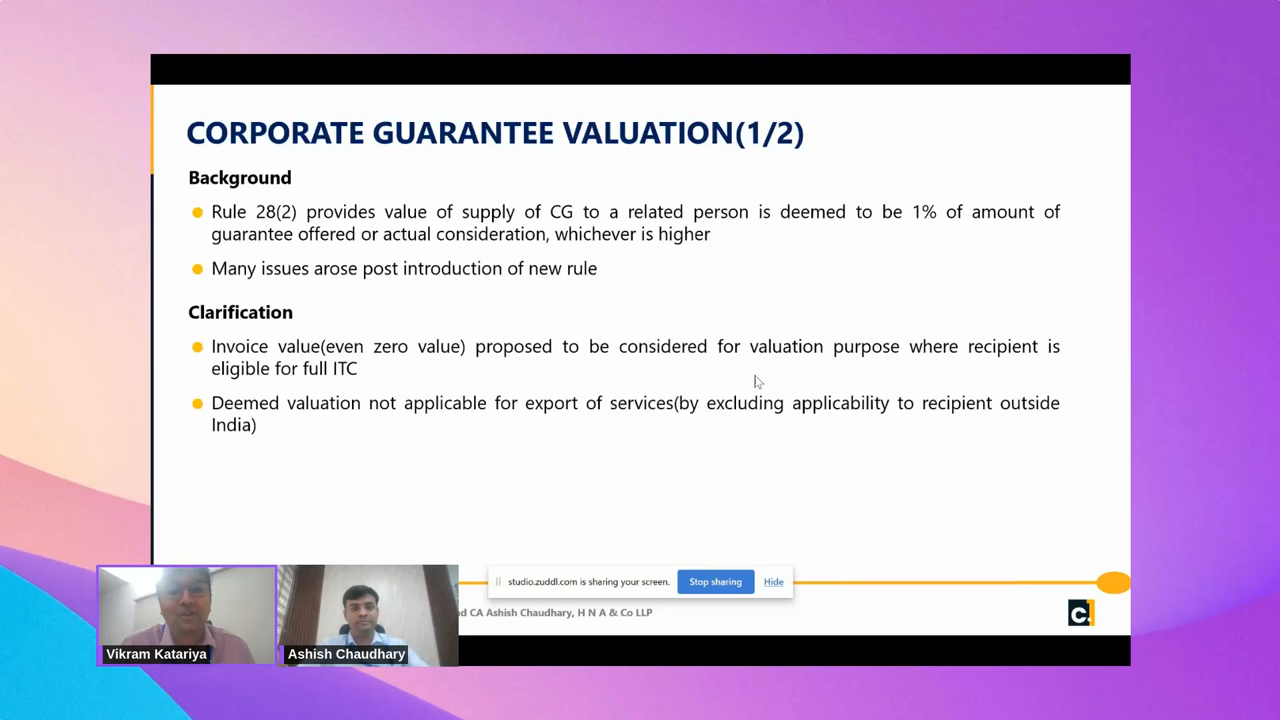 CORPORATE GUARANTEE VALUATION(1/2)
Background
Rule 28(2) provides value of supply of CG to a related person is deemed to be 1% of amount of
guarantee offered or actual consideration, whichever is higher
Many issues arose post introduction of new rule
Clarification
Invoice value(even zero value) proposed to be considered for valuation purpose where recipient is
eligible for full ITC
Deemed valuation not applicable for export of services(by excluding applicability to recipient outside
India)
studio.zuddl.com is sharing your screen. Stop sharing Hide
CA Ashish Chaudhary, H N A & Co LLP
c.
Vikram Katariya
Ashish Chaudhary